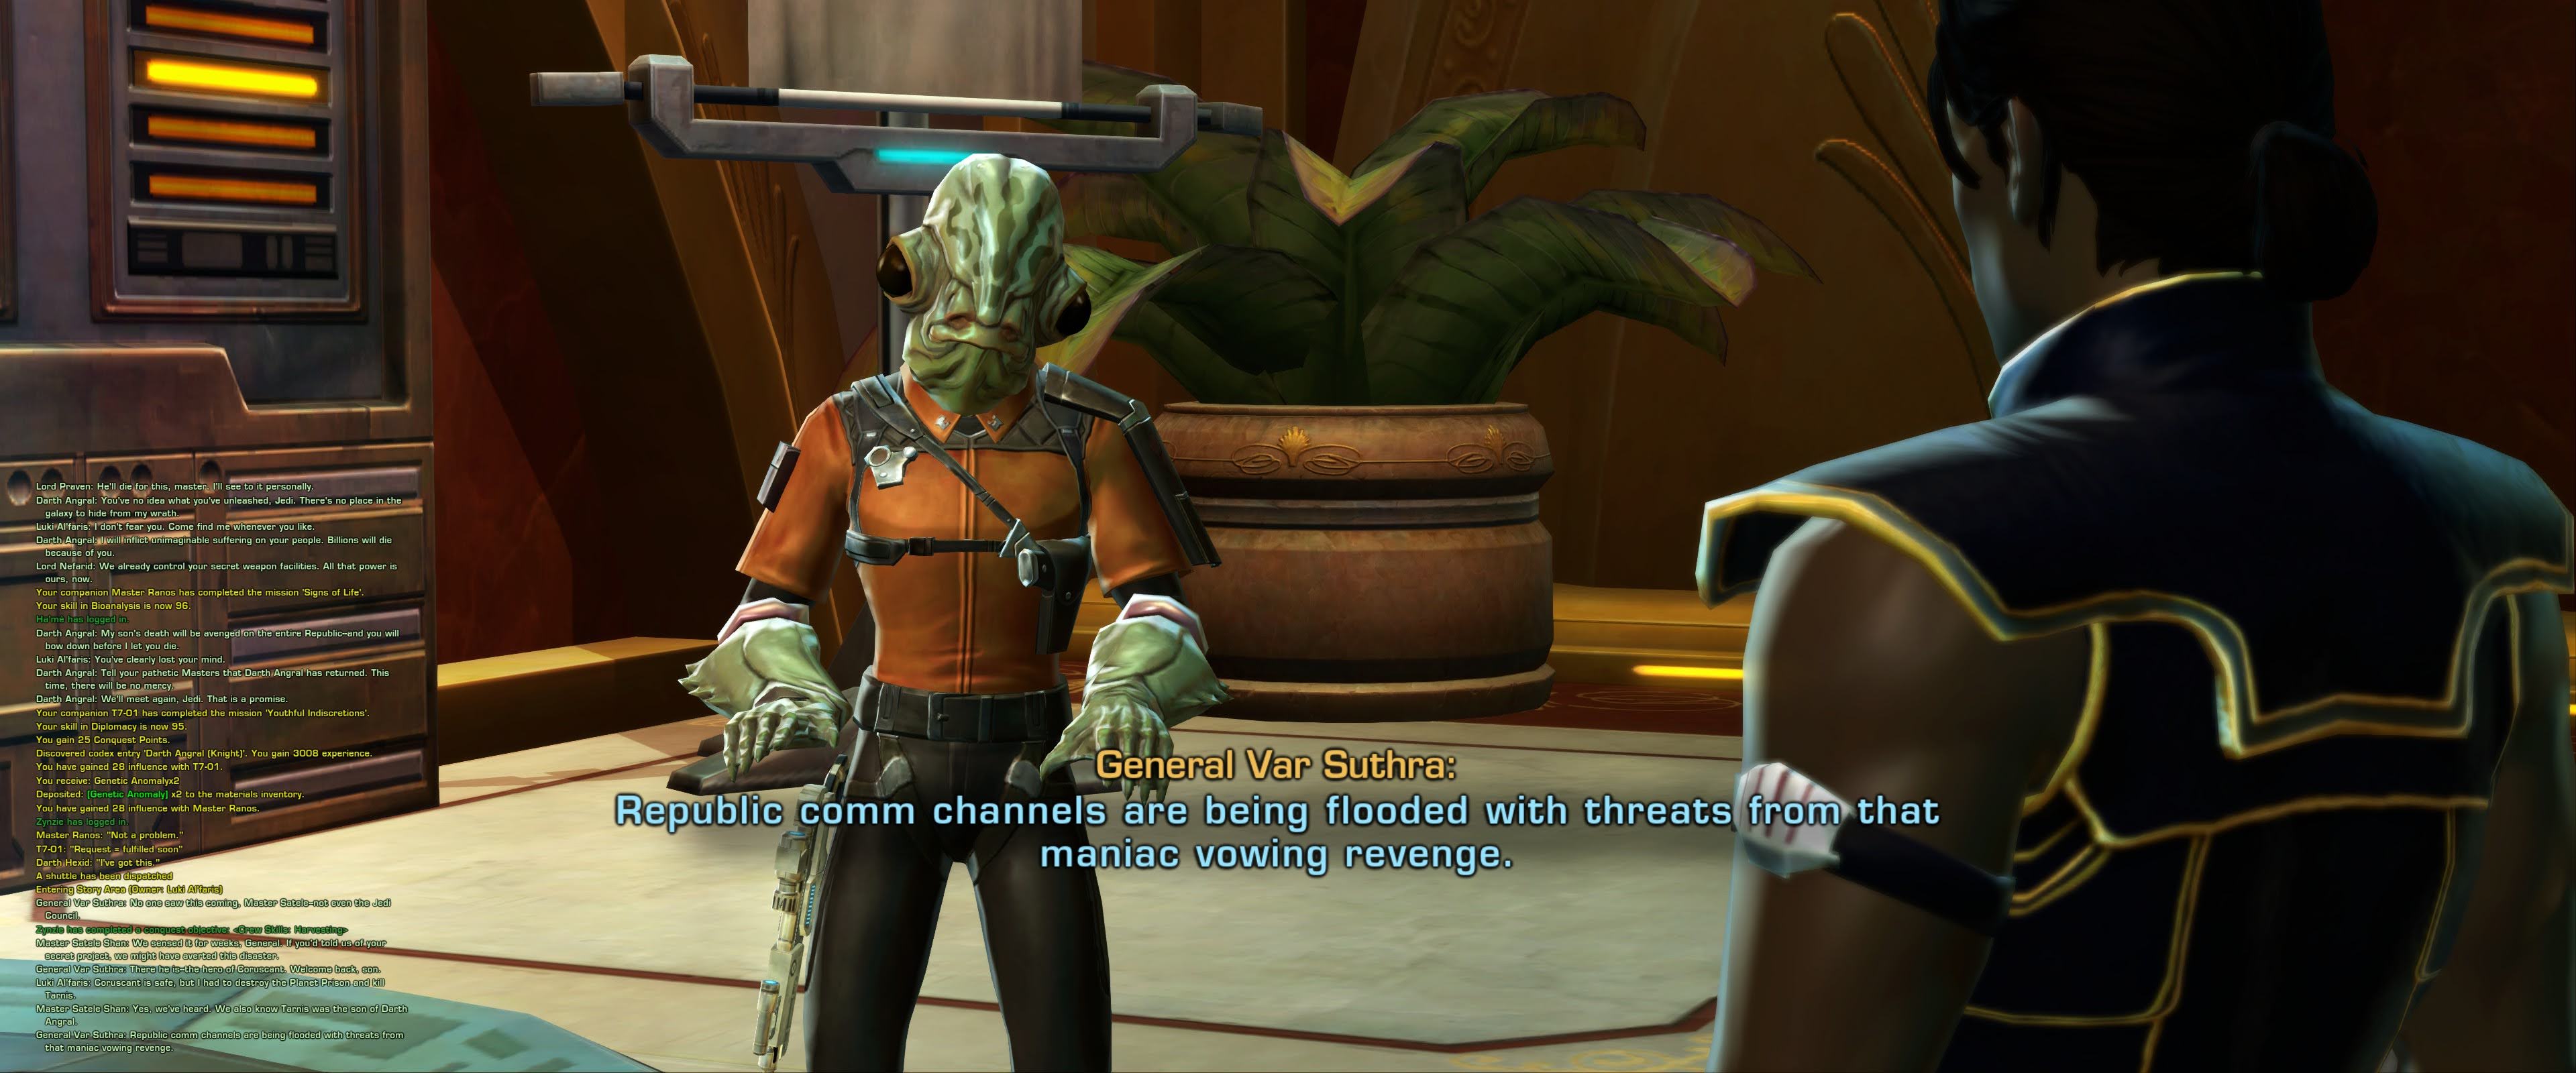 Lord Praven: He'll die for this, master. I'll see to it personally.
Darth Angral: You've no idea what you've unleashed, Jedi. There's no place in the
galaxy to hide from my wrath.
Luki Al'faris: I don't fear you. Come find me whenever you like.
Darth Angral: I will inflict unimaginable suffering on your people. Billions will die
because of you.
Lord Nefarid: We already control your secret weapon facilities. All that power is
ours, now.
Your companion Master Ranos has completed the mission 'Signs of Life'.
Your skill in Bioanalysis is now 96.
Ha'me has logged in.
Darth Angral: My son's death will be avenged on the entire Republic–and you will
bow down before I let you die.
Luki Al'faris: You've clearly lost your mind.
Darth Angral: Tell your pathetic Masters that Darth Angral has returned. This
time, there will be no mercy.
Darth Angral: We'll meet again, Jedi. That is a promise.
Your companion T7-01 has completed the mission 'Youthful Indiscretions'.
Your skill in Diplomacy is now 95.
You gain 25 Conquest Points.
Discovered codex entry 'Darth Angral (Knight)'. You gain 3008 experience.
You have gained 28 influence with T7-01.
You receive: Genetic Anomalyx2
Deposited: [Genetic Anomaly] x2 to the materials inventory.
You have gained 28 influence with Master Ranos.
Zynzie has logged in.
Master Ranos: "Not a problem."
T7-01: "Request = fulfilled soon"
Darth Hexid: "I've got this."
A shuttle has been dispatched
Entering Story Area (Owner: Luki Al'faris)
General Var Suthra: No one saw this coming, Master Satele–not even the Jedi
Council.
Zynzie has completed a conquest objective: <Crew Skills: Harvesting>
Master Satele Shan: We sensed it for weeks, General. If you'd told us of your
secret project, we might have averted this disaster.
General Var Suthra: There he is–the hero of Coruscant. Welcome back, son.
Luki Al'faris: Coruscant is safe, but I had to destroy the Planet Prison and kill
Tarnis.
Master Satele Shan: Yes, we've heard. We also know Tarnis was the son of Darth
Angral.
General Var Suthra: Republic comm channels are being flooded with threats from
that maniac vowing revenge.
General Var Suthra:
Republic comm channels are being flooded with threats from that
maniac vowing revenge.